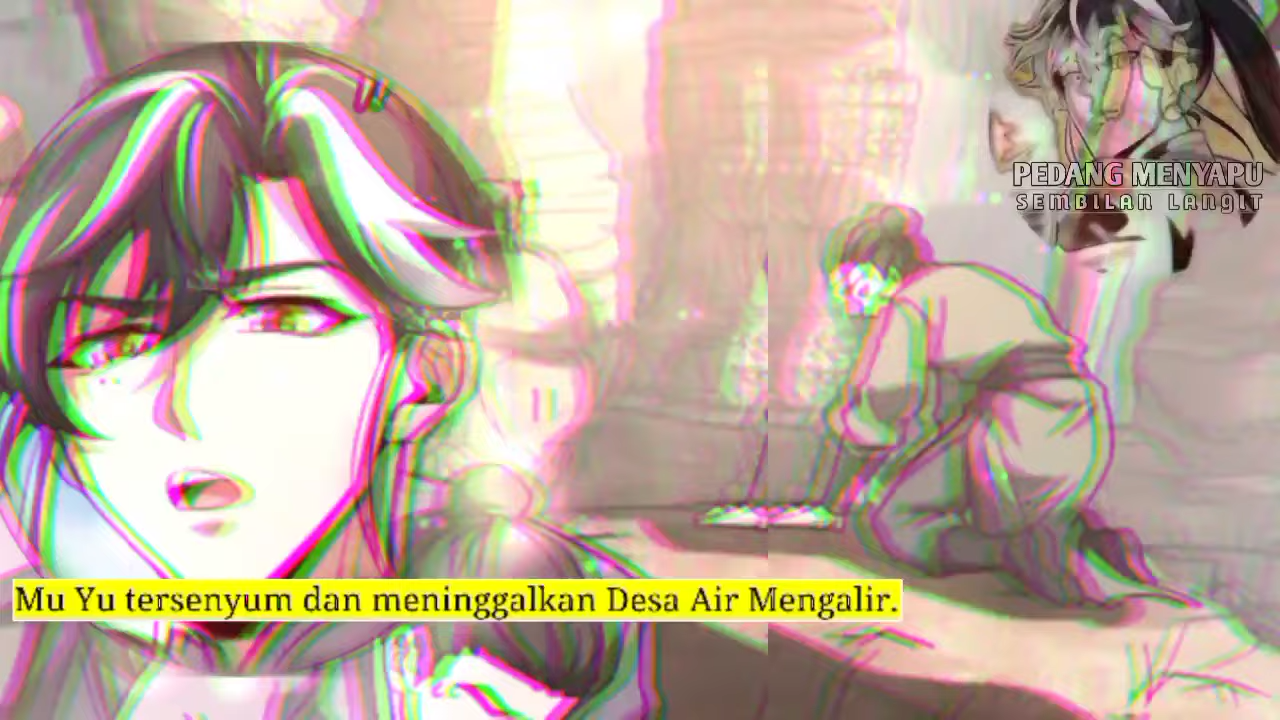 PEDANG MENYAPU
SEMBILAN LANGIT
Mu Yu tersenyum dan meninggalkan Desa Air Mengalir.